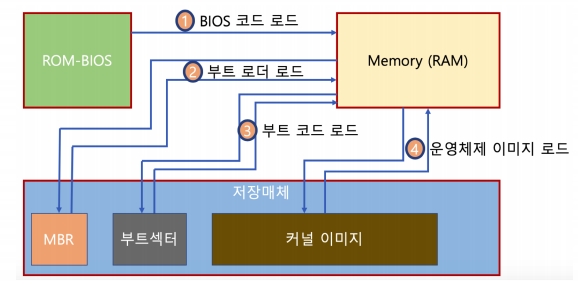 ① BIOS 코드 로드
ROM-BIOS
Memory (RAM)
② 부트 로더 로드
③ 부트 코드 로드
④ 운영체제 이미지 로드
저장매체
MBR
부트섹터
커널 이미지